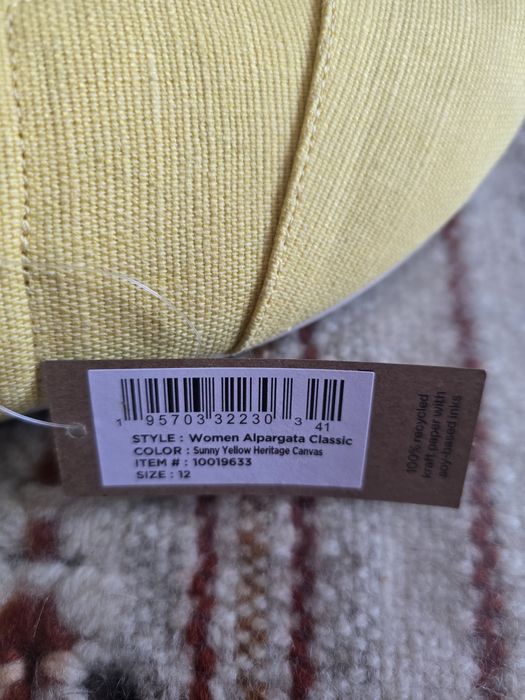 1 95703 32230 3 41
STYLE : Women Alpargata Classic
COLOR : Sunny Yellow Heritage Canvas
ITEM # : 10019633
SIZE : 12
100% recycled
kraft paper with
soy-based inks